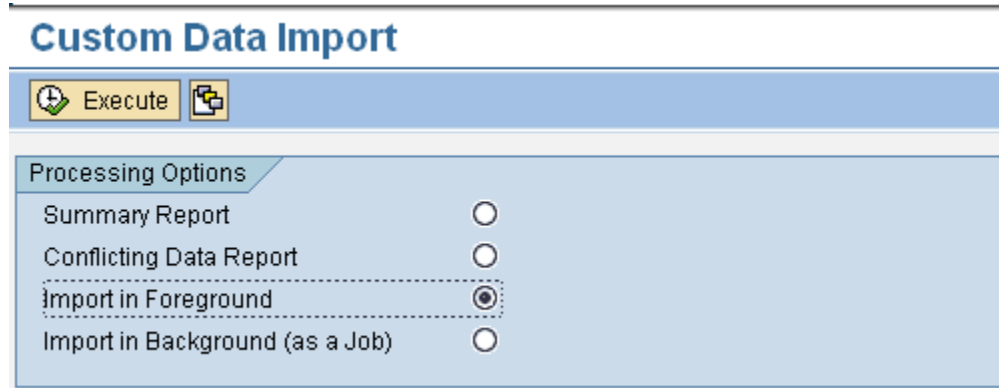 Custom Data Import
Execute
Processing Options
Summary Report
Conflicting Data Report
Import in Foreground
Import in Background (as a Job)